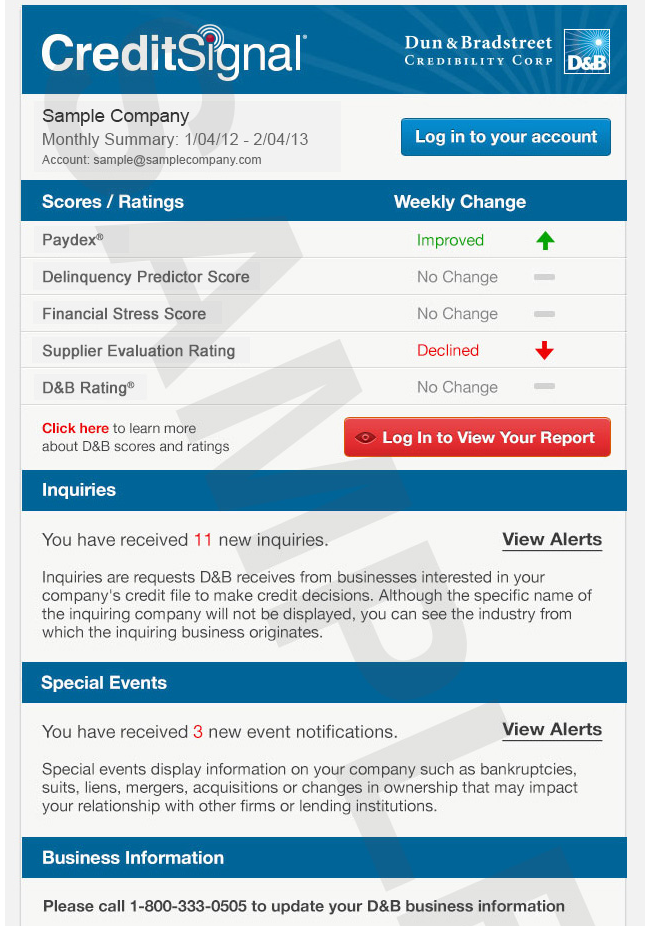 CreditSignal®
Dun & Bradstreet
CREDIBILITY CORP
D&B
Sample Company
Monthly Summary: 1/04/12 - 2/04/13
Account: sample@samplecompany.com
Log in to your account
Scores / Ratings Weekly Change
Paydex® Improved
Delinquency Predictor Score No Change
Financial Stress Score No Change
Supplier Evaluation Rating Declined
D&B Rating® No Change
Click here to learn more
about D&B scores and ratings
Log In to View Your Report
Inquiries
You have received 11 new inquiries. View Alerts
Inquiries are requests D&B receives from businesses interested in your
company's credit file to make credit decisions. Although the specific name of
the inquiring company will not be displayed, you can see the industry from
which the inquiring business originates.
Special Events
You have received 3 new event notifications. View Alerts
Special events display information on your company such as bankruptcies,
suits, liens, mergers, acquisitions or changes in ownership that may impact
your relationship with other firms or lending institutions.
Business Information
Please call 1-800-333-0505 to update your D&B business information
SAMPLE